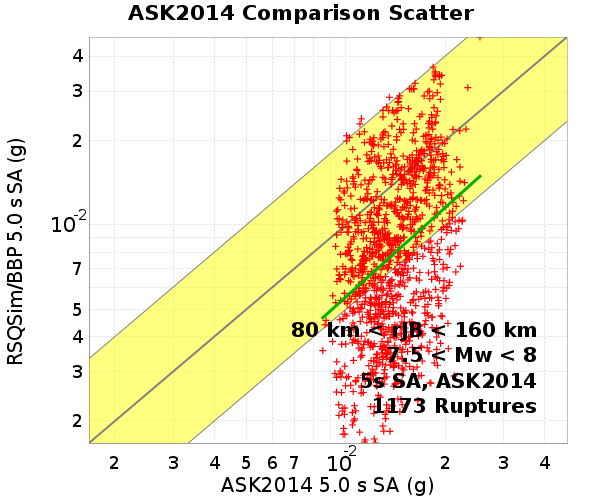 ASK2014 Comparison Scatter
RSQSim/BBP 5.0 s SA (g)
4
3
2
10-2
7
5
4
3
2
80 km < rJB < 160 km
7.5 < Mw < 8
5s SA, ASK2014
1173 Ruptures
2 3 4 5 6 7 10-2 2 3 4
ASK2014 5.0 s SA (g)